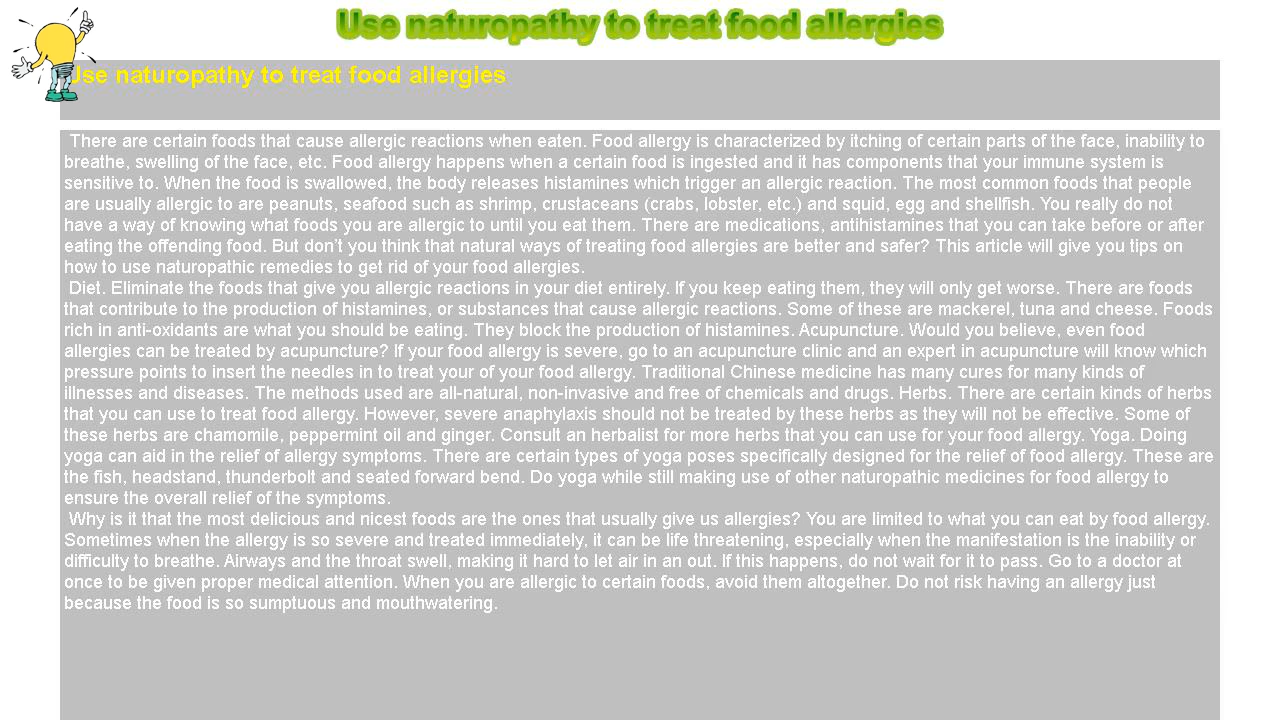 Use naturopathy to treat food allergies
Use naturopathy to treat food allergies
There are certain foods that cause allergic reactions when eaten. Food allergy is characterized by itching of certain parts of the face, inability to
breathe, swelling of the face, etc. Food allergy happens when a certain food is ingested and it has components that your immune system is
sensitive to. When the food is swallowed, the body releases histamines which trigger an allergic reaction. The most common foods that people
are usually allergic to are peanuts, seafood such as shrimp, crustaceans (crabs, lobster, etc.) and squid, egg and shellfish. You really do not
have a way of knowing what foods you are allergic to until you eat them. There are medications, antihistamines that you can take before or after
eating the offending food. But don't you think that natural ways of treating food allergies are better and safer? This article will give you tips on
how to use naturopathic remedies to get rid of your food allergies.
Diet. Eliminate the foods that give you allergic reactions in your diet entirely. If you keep eating them, they will only get worse. There are foods
that contribute to the production of histamines, or substances that cause allergic reactions. Some of these are mackerel, tuna and cheese. Foods
rich in anti-oxidants are what you should be eating. They block the production of histamines. Acupuncture. Would you believe, even food
allergies can be treated by acupuncture? If your food allergy is severe, go to an acupuncture clinic and an expert in acupuncture will know which
pressure points to insert the needles in to treat your of your food allergy. Traditional Chinese medicine has many cures for many kinds of
illnesses and diseases. The methods used are all-natural, non-invasive and free of chemicals and drugs. Herbs. There are certain kinds of herbs
that you can use to treat food allergy. However, severe anaphylaxis should not be treated by these herbs as they will not be effective. Some of
these herbs are chamomile, peppermint oil and ginger. Consult an herbalist for more herbs that you can use for your food allergy. Yoga. Doing
yoga can aid in the relief of allergy symptoms. There are certain types of yoga poses specifically designed for the relief of food allergy. These are
the fish, headstand, thunderbolt and seated forward bend. Do yoga while still making use of other naturopathic medicines for food allergy to
ensure the overall relief of the symptoms.
Why is it that the most delicious and nicest foods are the ones that usually give us allergies? You are limited to what you can eat by food allergy.
Sometimes when the allergy is so severe and treated immediately, it can be life threatening, especially when the manifestation is the inability or
difficulty to breathe. Airways and the throat swell, making it hard to let air in an out. If this happens, do not wait for it to pass. Go to a doctor at
once to be given proper medical attention. When you are allergic to certain foods, avoid them altogether. Do not risk having an allergy just
because the food is so sumptuous and mouthwatering.